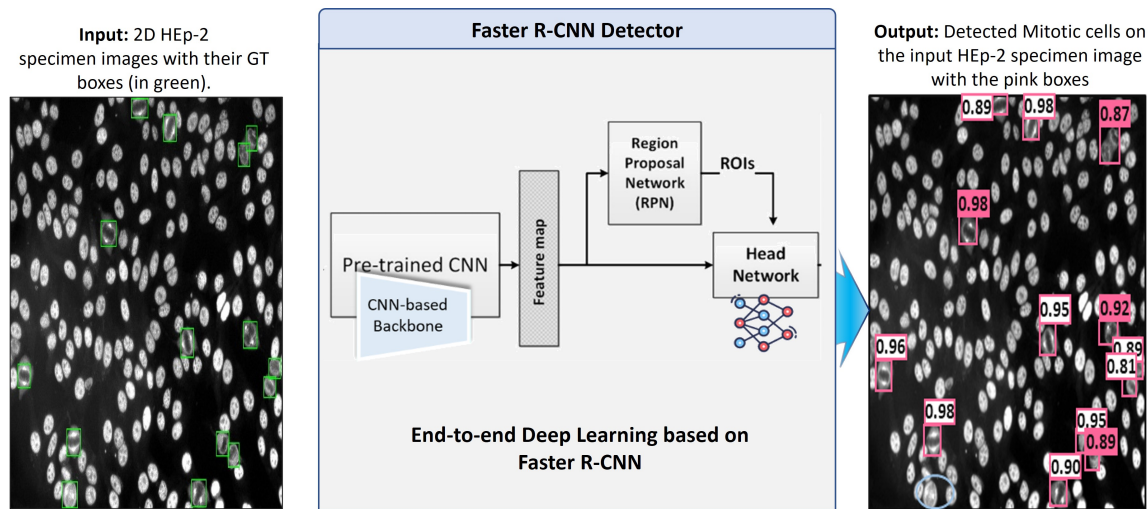 Input: 2D HEp-2
specimen images with their GT
boxes (in green).
Faster R-CNN Detector
Pre-trained CNN
CNN-based
Backbone
Feature map
Region
Proposal
Network
(RPN)
ROIs
Head
Network
End-to-end Deep Learning based on
Faster R-CNN
Output: Detected Mitotic cells on
the input HEp-2 specimen image
with the pink boxes
0.89
0.98
0.87
0.98
0.95
0.92
0.96
0.89
0.81
0.98
0.95
0.89
0.90